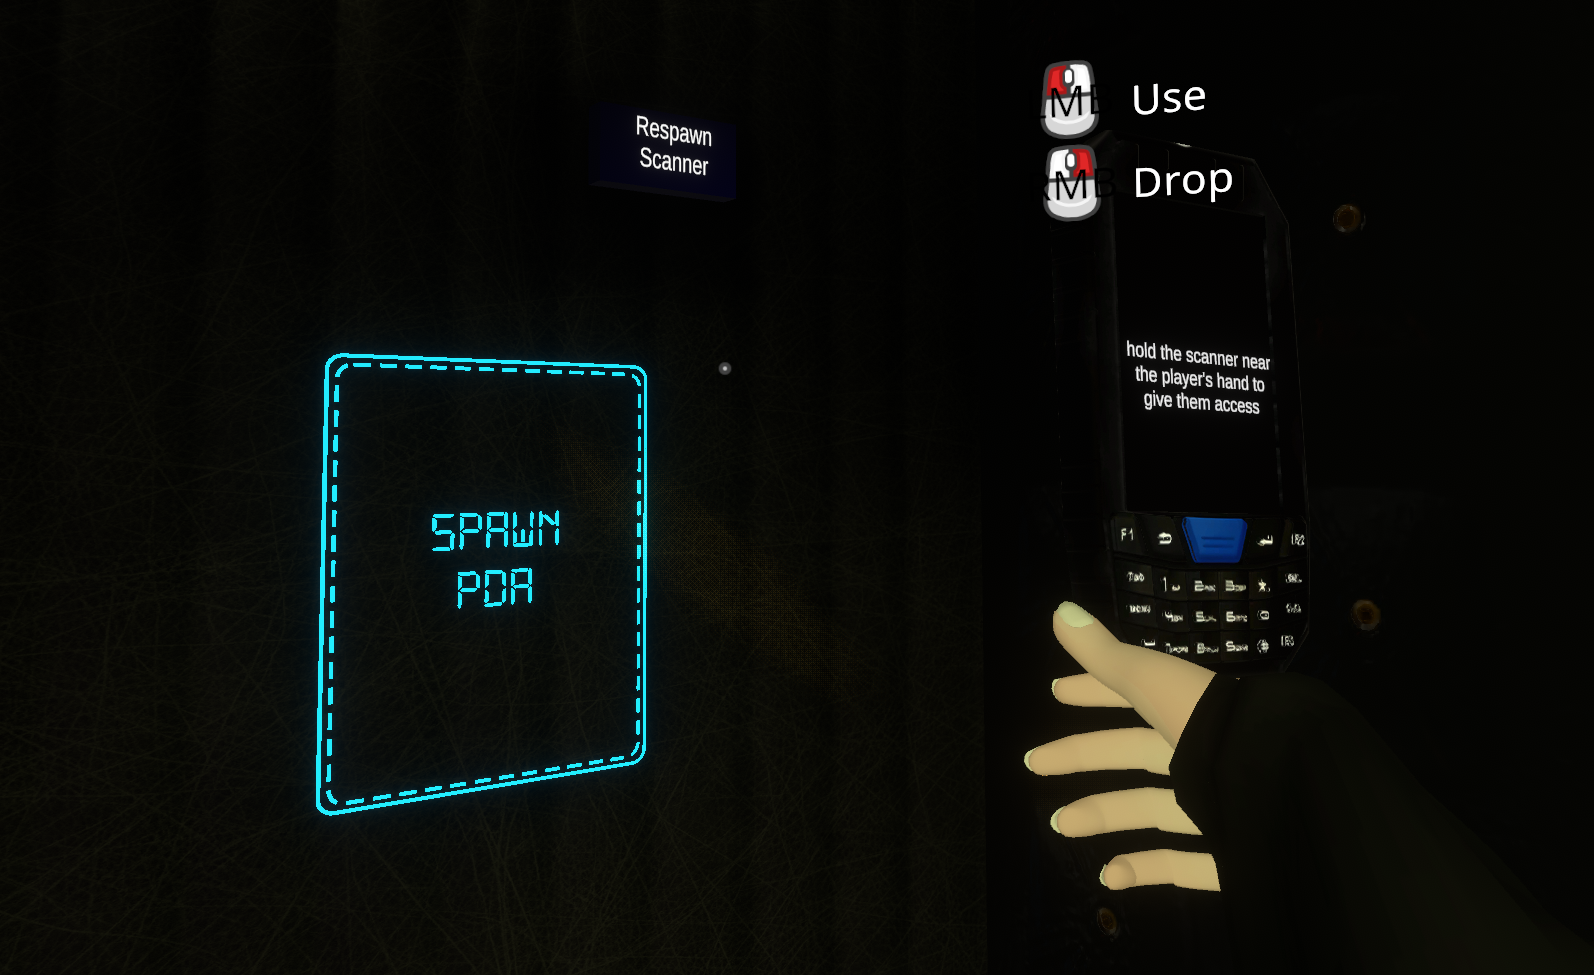 Respawn
Scanner
SPAWN
PDA
Use
Drop
hold the scanner near
the player's hand to
give them access
F1